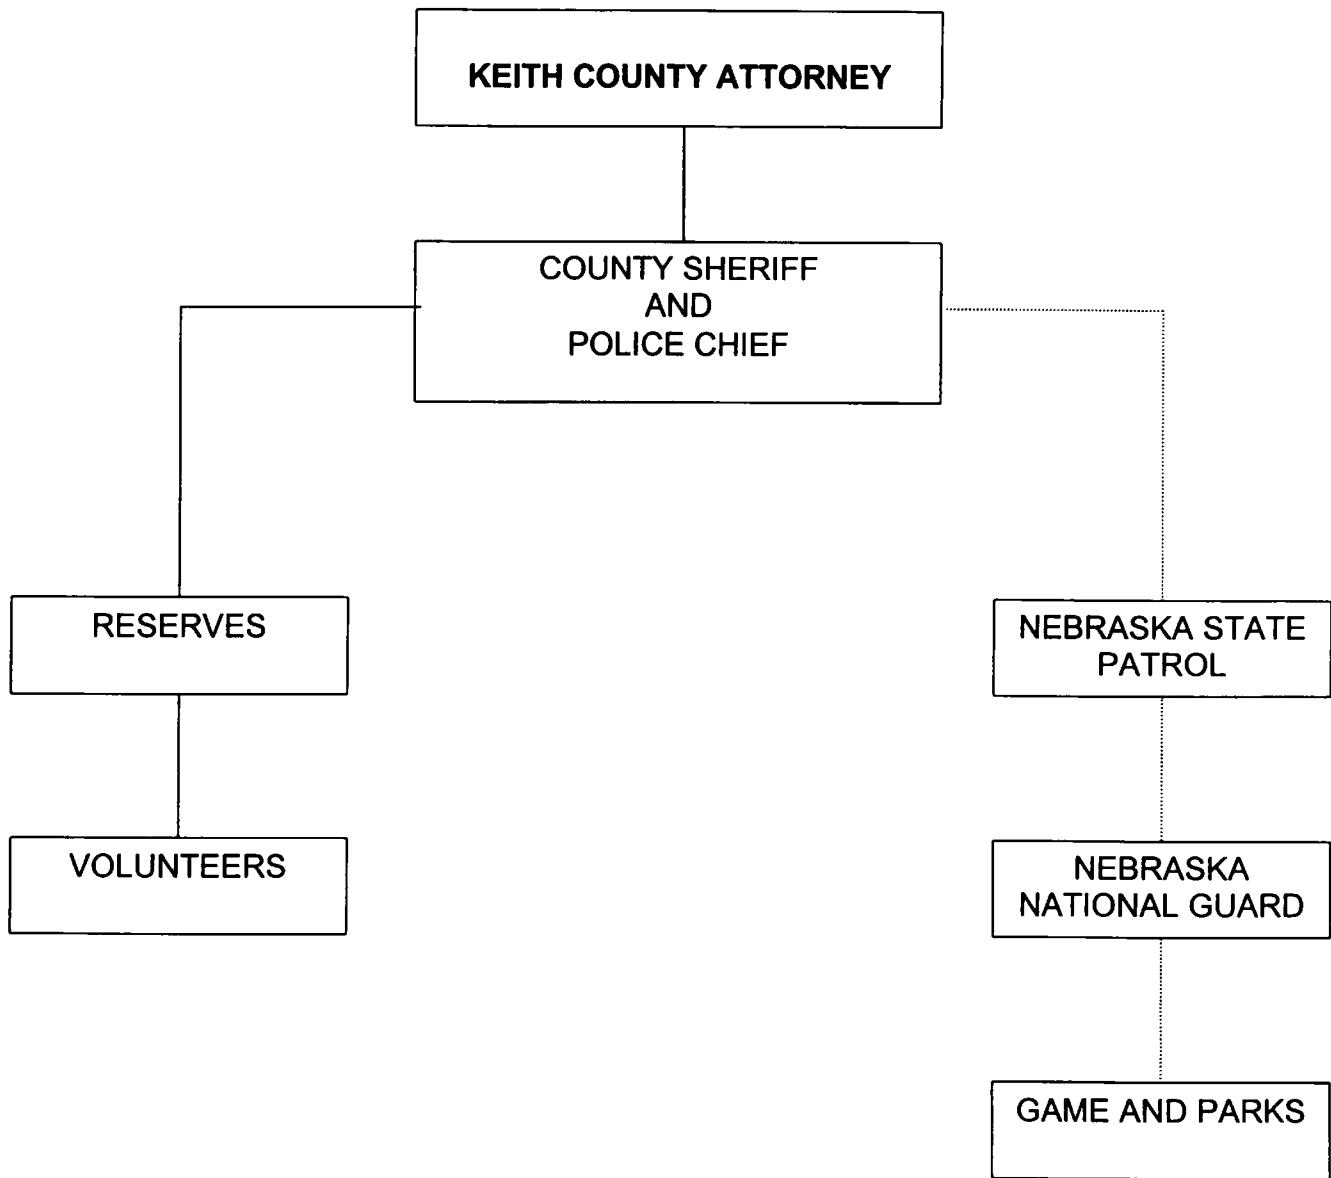 KEITH COUNTY ATTORNEY
COUNTY SHERIFF
AND
POLICE CHIEF
RESERVES
NEBRASKA STATE
PATROL
VOLUNTEERS
NEBRASKA
NATIONAL GUARD
GAME AND PARKS